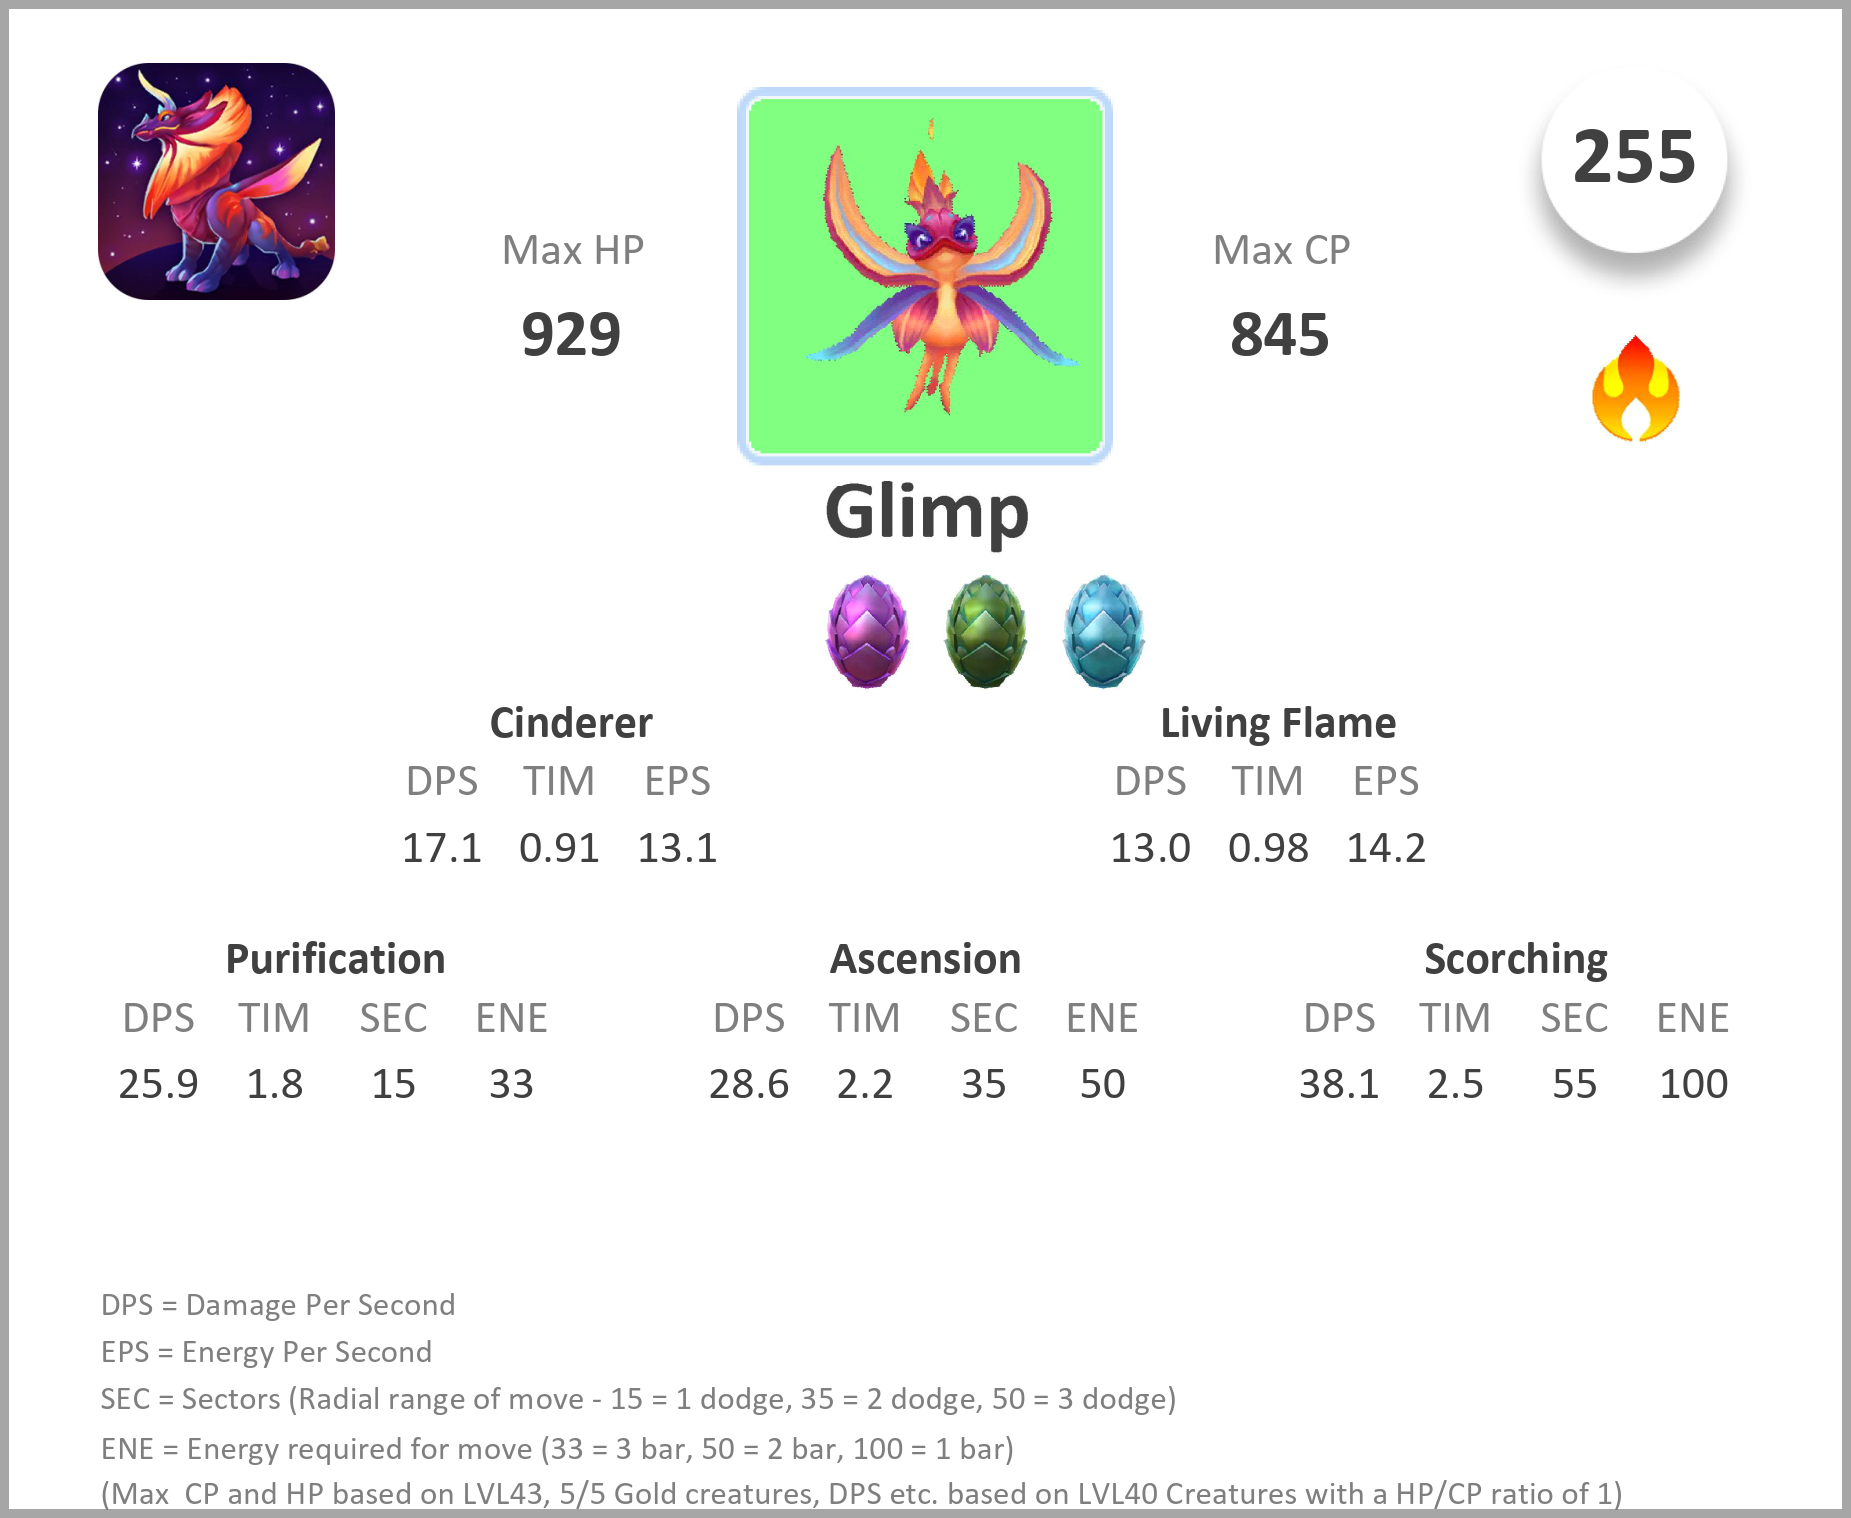 255
Max HP
Max CP
929
845
Glimp
Cinderer
Living Flame
DPS TIM EPS
DPS TIM EPS
17.1 0.91 13.1
13.0 0.98 14.2
Purification
Ascension
Scorching
DPS TIM SEC ENE
DPS TIM SEC ENE
DPS TIM SEC ENE
25.9 1.8 15 33
28.6 2.2 35 50
38.1 2.5 55 100
DPS = Damage Per Second
EPS = Energy Per Second
SEC = Sectors (Radial range of move - 15 = 1 dodge, 35 = 2 dodge, 50 = 3 dodge)
ENE = Energy required for move (33 = 3 bar, 50 = 2 bar, 100 = 1 bar)
(Max  CP and HP based on LVL43, 5/5 Gold creatures, DPS etc. based on LVL40 Creatures with a HP/CP ratio of 1)